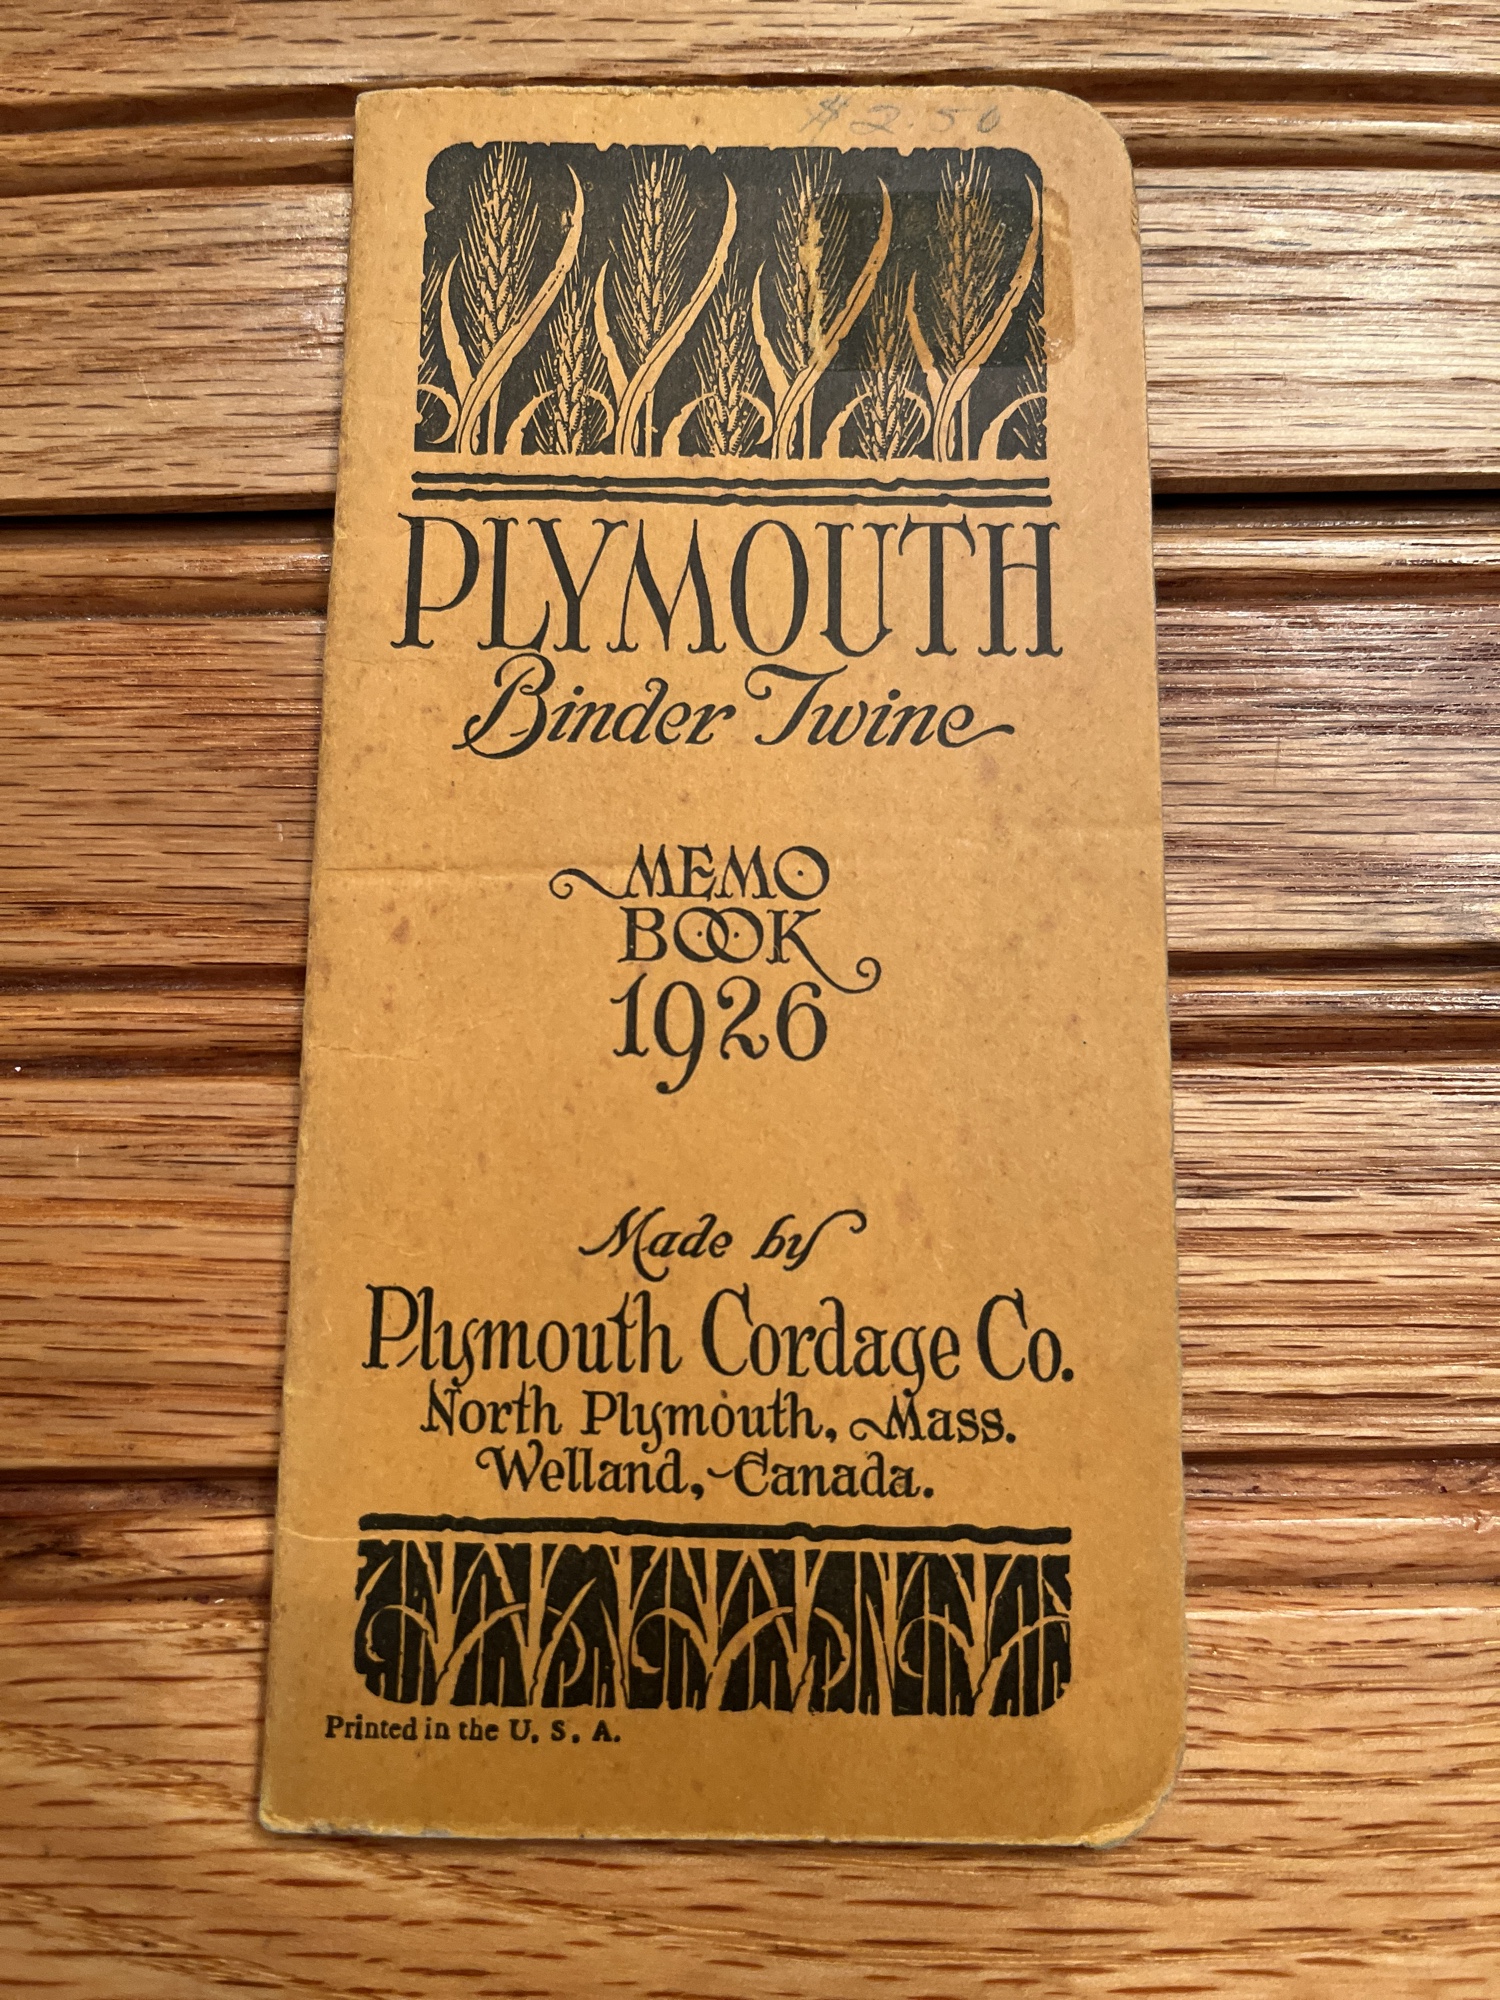 $2.50
PLYMOUTH
Binder Twine
MEMO
BOOK
1926
Made by
Plymouth Cordage Co.
North Plymouth, Mass.
Welland, Canada.
Printed in the U. S. A.